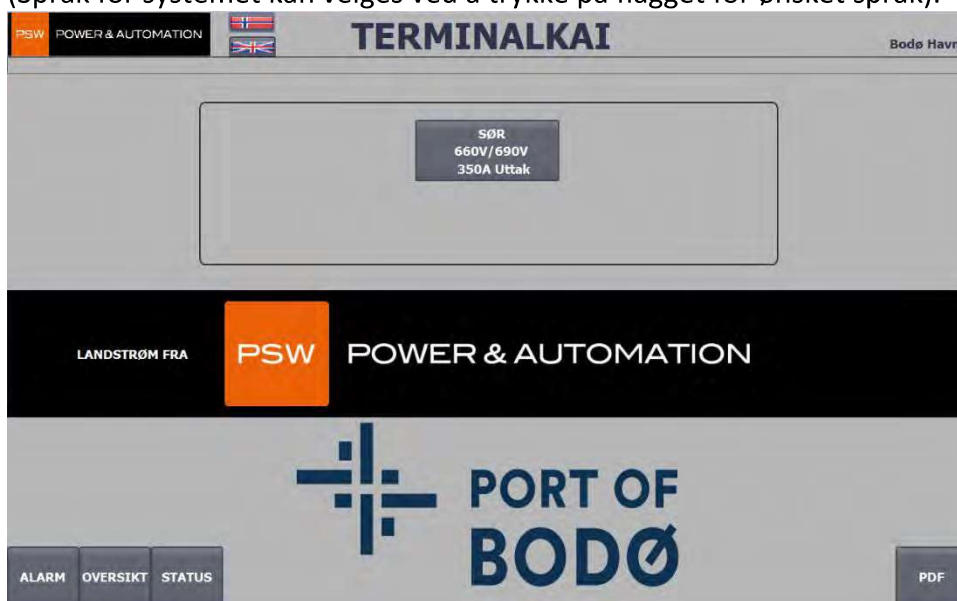 (Språk for systemet kan velges ved å trykke på flagget for ønsket språk).
PSW POWER & AUTOMATION
TERMINALKAI
Bodø Havn
SØR
660V/690V
350A Uttak
LANDSTRØM FRA
PSW POWER & AUTOMATION
PORT OF
BODØ
ALARM OVERSIKT STATUS
PDF